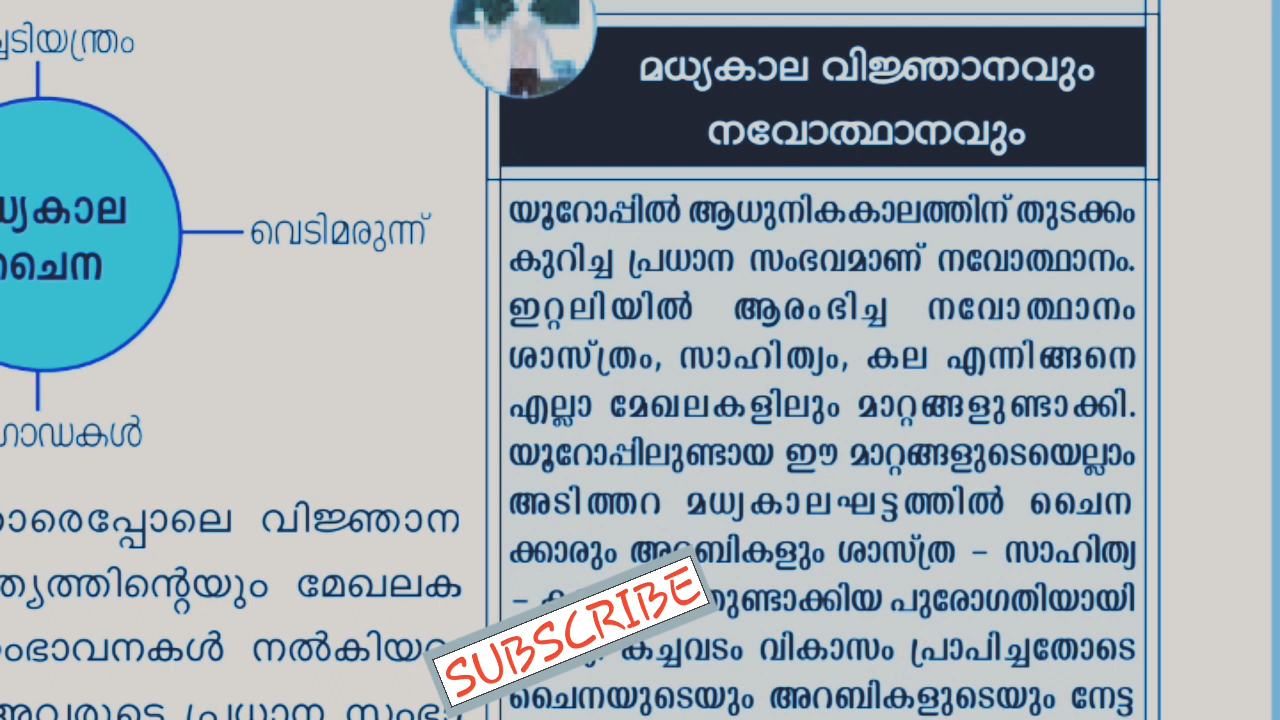 ച്ചടിയന്ത്രം
ധ്യകാല
ചൈന
വെടിമരുന്ന്
ഗാഡകൾ
ാരെപ്പോലെ വിജ്ഞാന
ത്യത്തിന്റെയും മേഖലക
ംഭാവനകൾ നൽകിയ
അവരുടെ പ്രധാന സംഭാ
മധ്യകാല വിജ്ഞാനവും
നവോത്ഥാനവും
യൂറോപ്പിൽ ആധുനികകാലത്തിന് തുടക്കം
കുറിച്ച പ്രധാന സംഭവമാണ് നവോത്ഥാനം.
ഇറ്റലിയിൽ ആരംഭിച്ച നവോത്ഥാനം
ശാസ്ത്രം, സാഹിത്യം, കല എന്നിങ്ങനെ
എല്ലാ മേഖലകളിലും മാറ്റങ്ങളുണ്ടാക്കി.
യൂറോപ്പിലുണ്ടായ ഈ മാറ്റങ്ങളുടെയെല്ലാം
അടിത്തറ മധ്യകാലഘട്ടത്തിൽ ചൈന
ക്കാരും അറബികളും ശാസ്ത്ര – സാഹിത്യ
– തുണ്ടാക്കിയ പുരോഗതിയായി
കച്ചവടം വികാസം പ്രാപിച്ചതോടെ
ചൈനയുടെയും അറബികളുടെയും നേട്ട
SUBSCRIBE